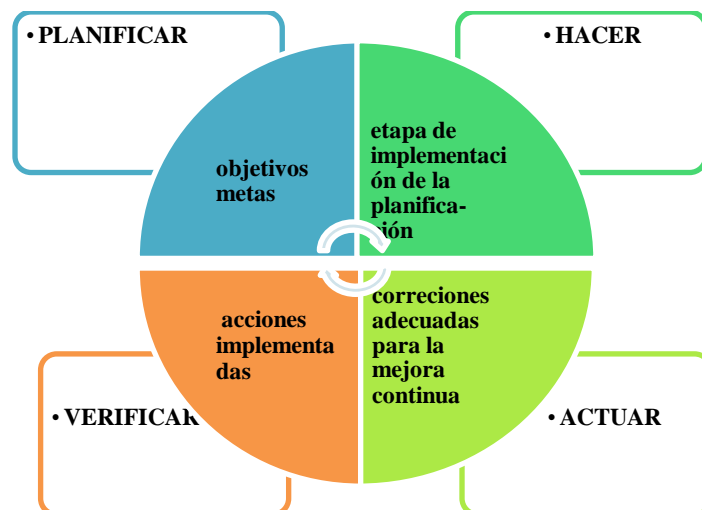 • PLANIFICAR
• HACER
objetivos
metas
etapa de
implementaci
ón de la
planifica-
ción
acciones
implementa
das
correciones
adecuadas
para la
mejora
continua
• VERIFICAR
• ACTUAR